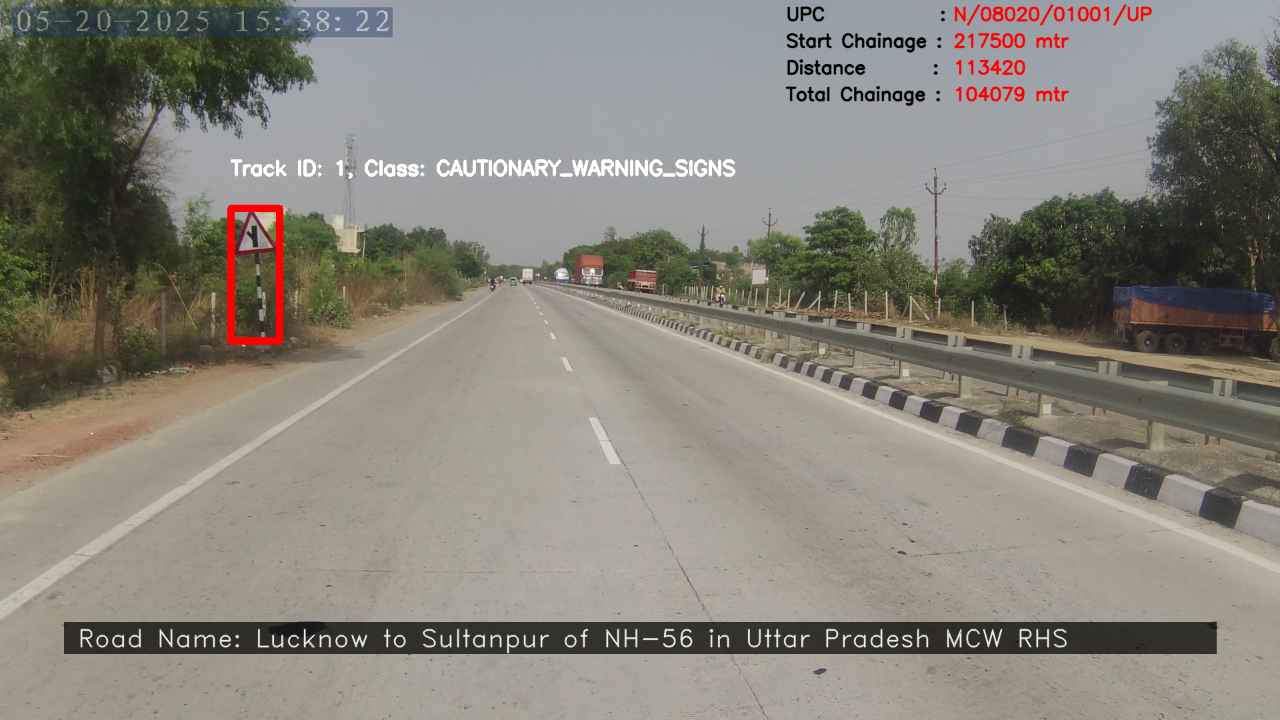 05-20-2025 15:38:22
UPC : N/08020/01001/UP
Start Chainage : 217500 mtr
Distance : 113420
Total Chainage : 104079 mtr
Track ID: 1, Class: CAUTIONARY_WARNING_SIGNS
Road Name: Lucknow to Sultanpur of NH-56 in Uttar Pradesh MCW RHS